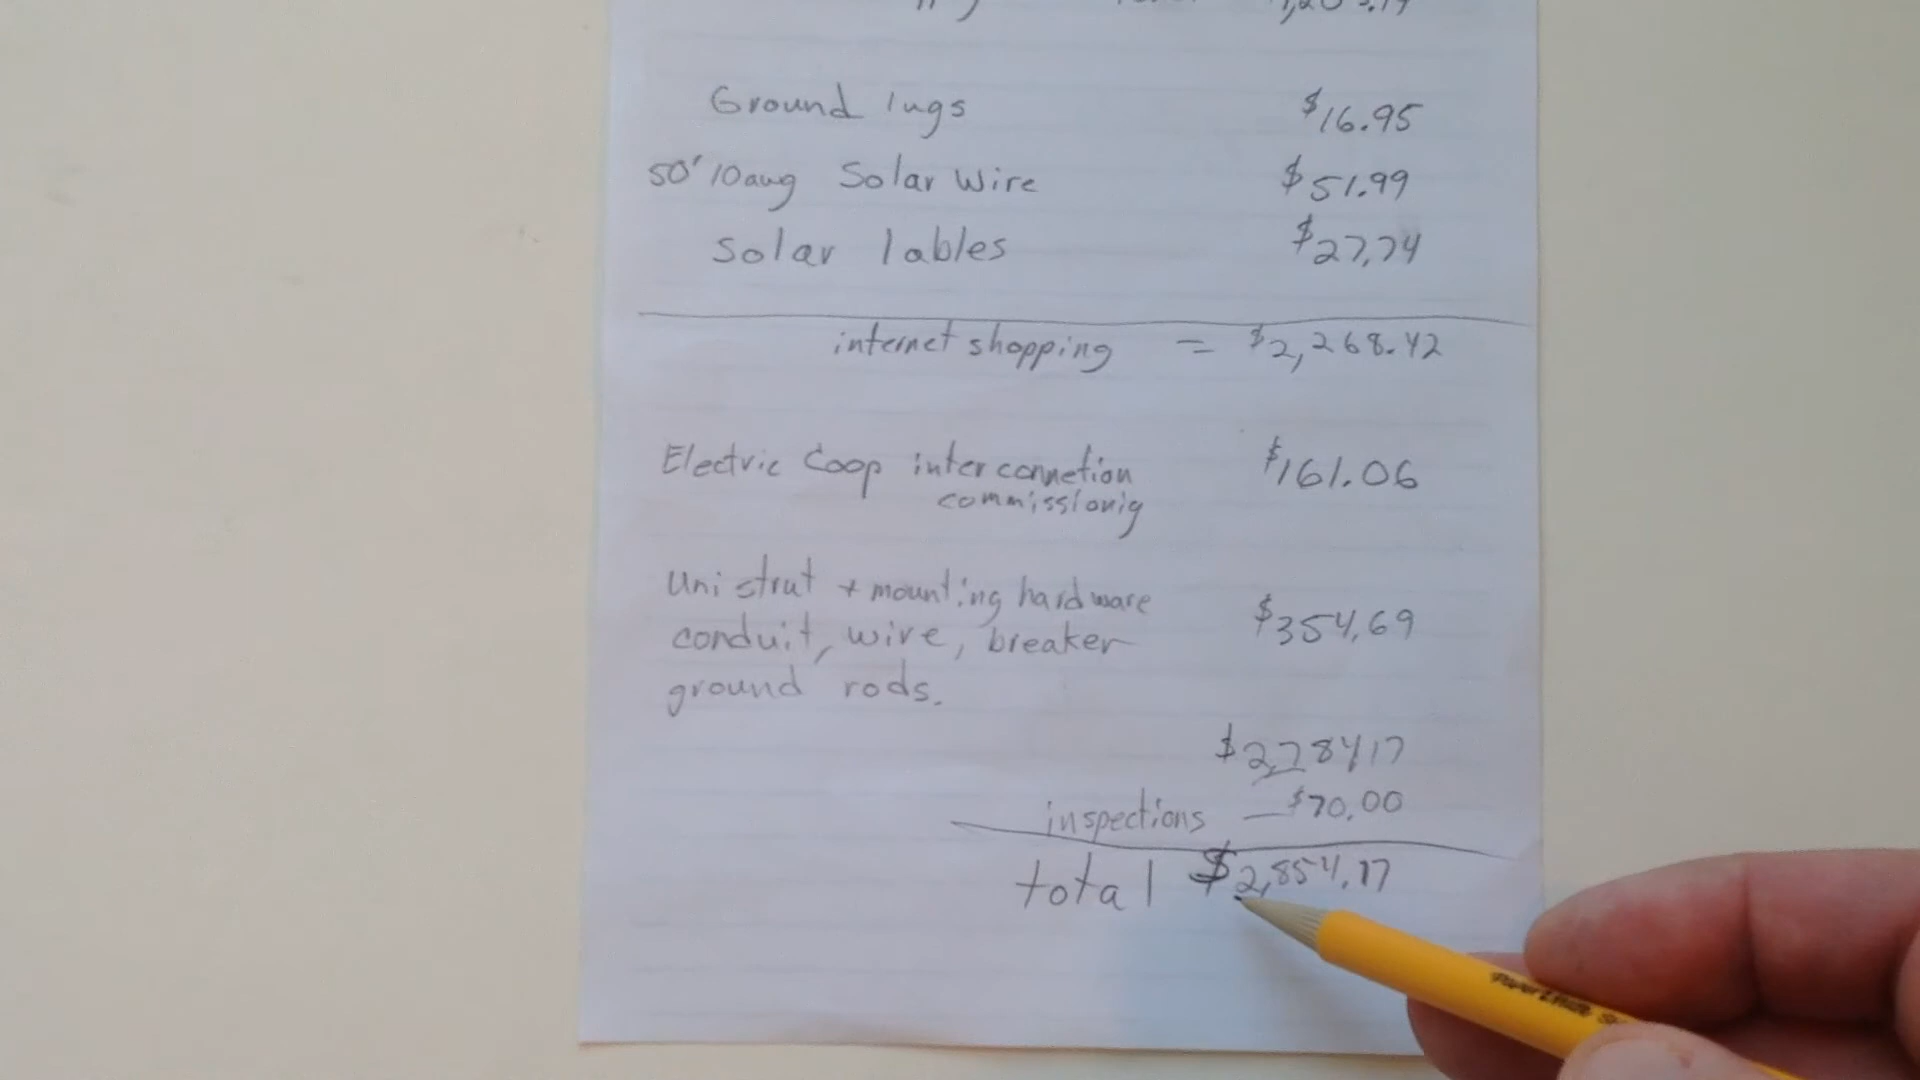 Ground lugs $16.95
50' 10awg Solar Wire $51.99
Solar lables $27.74
internet shopping = $2,268.42
Electric Coop interconnetion $161.06
commissionig
Uni strut + mounting hardware
conduit, wire, breaker $354.69
ground rods.
$2,784.17
inspections — $70.00
total $2,854.17